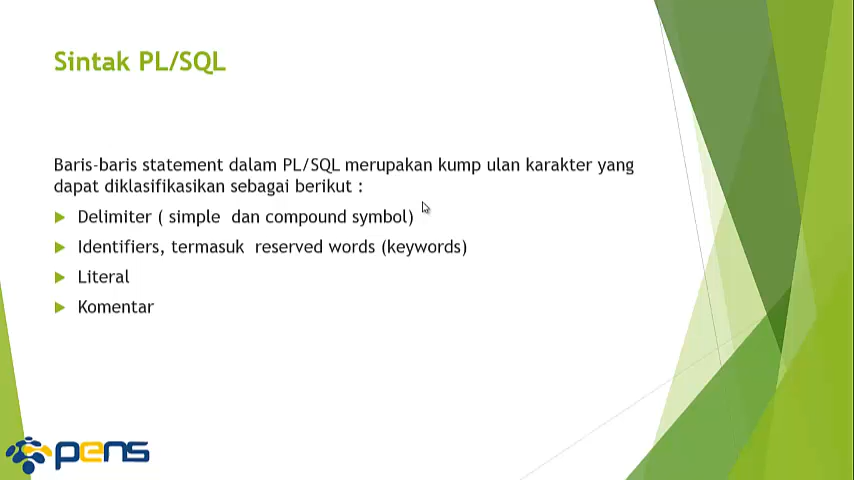 Sintak PL/SQL
Baris-baris statement dalam PL/SQL merupakan kump ulan karakter yang
dapat diklasifikasikan sebagai berikut :
Delimiter ( simple dan compound symbol)
Identifiers, termasuk reserved words (keywords)
Literal
Komentar
pens